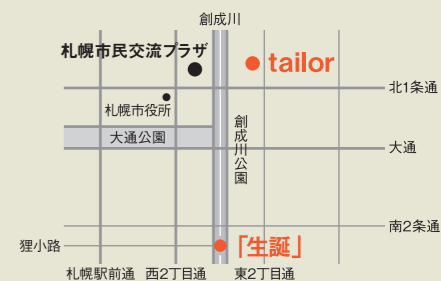 創成川
札幌市民交流プラザ
tailor
北1条通
札幌市役所
大通公園
創成川公園
大通
南2条通
狸小路
「生誕」
札幌駅前通
西2丁目通
東2丁目通